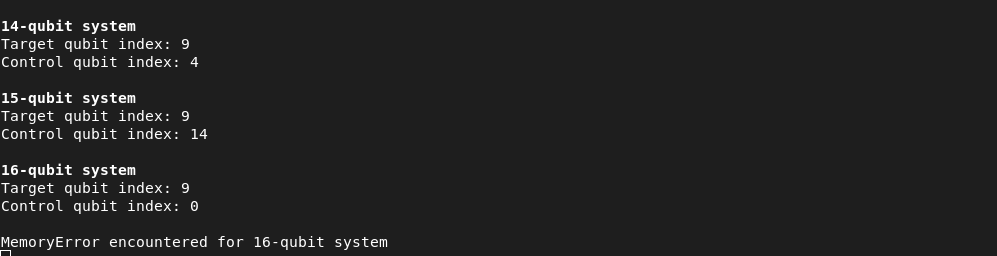 14-qubit system
Target qubit index: 9
Control qubit index: 4
15-qubit system
Target qubit index: 9
Control qubit index: 14
16-qubit system
Target qubit index: 9
Control qubit index: 0
MemoryError encountered for 16-qubit system